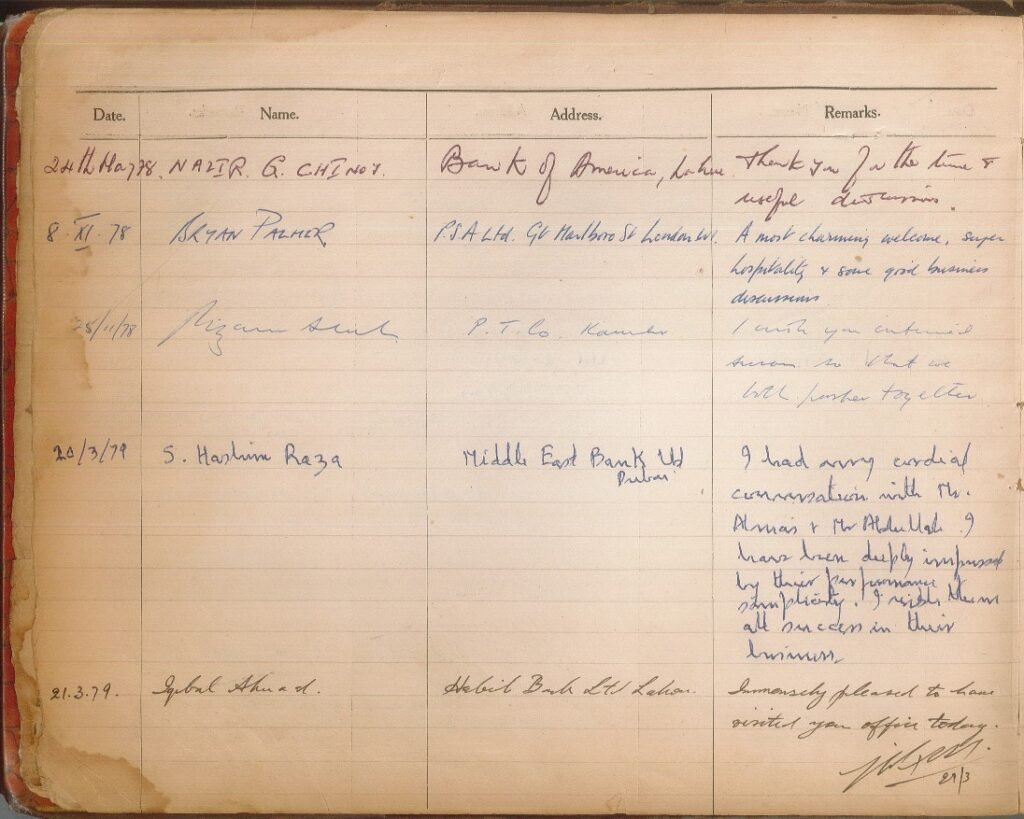 Date. Name. Address. Remarks.
24th May 78. NAZIR. G. CHINOY. Bank of America, Lahore. Thank you for the time &
useful discussion.
8. XI. 78 BRYAN PALMER P.S.A Ltd. Gt Marlboro St London W1. A most charming welcome, super
hospitality & some good business
discussions
28/11/78 P. T. Co. I wish you continued
success so that we
both prosper together
20/3/79 S. Hashim Raza Middle East Bank Ltd I had very cordial
Dubai
conversation with Mr.
Almas & Mr Abdullah. I
have been deeply impressed
by their performance
simplicity. I wish them
all success in their
business.
21.3.79. Iqbal Ahmad. Habib Bank Ltd Lahore. Immensely pleased to have
visited your office today.
21/3